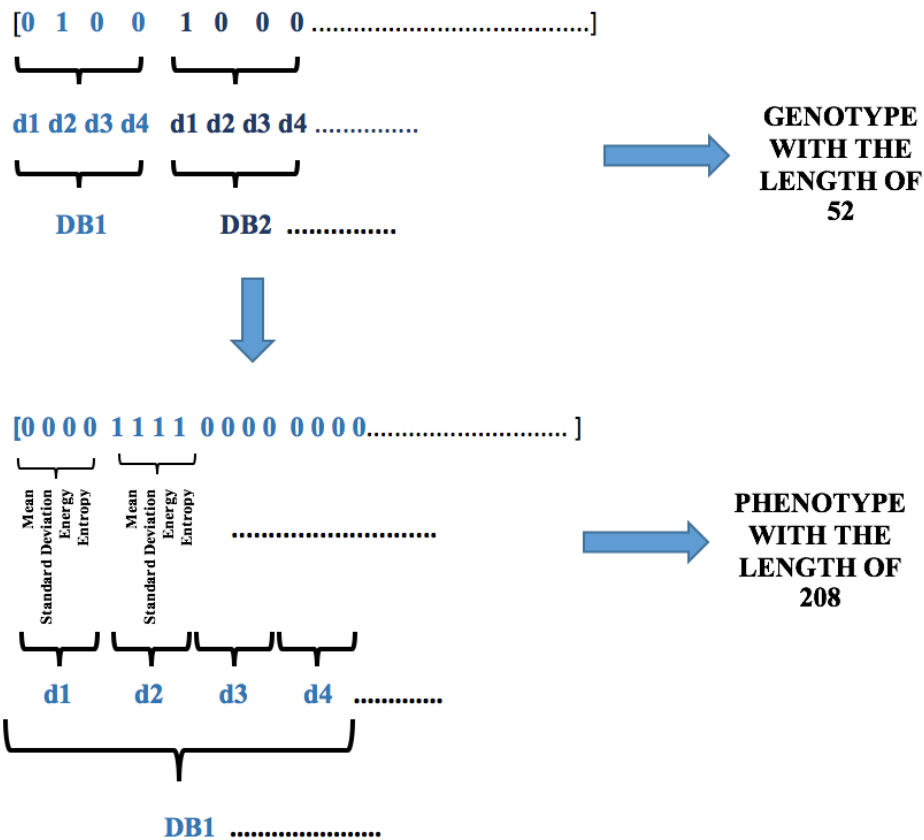 [0 1 0 0 1 0 0 0 ........................................]
d1 d2 d3 d4 d1 d2 d3 d4 ...............
DB1 DB2 ...............
GENOTYPE
WITH THE
LENGTH OF
52
[0 0 0 0 1 1 1 1 0 0 0 0 0 0 0 0............................. ]
Mean
Standard Deviation
Energy
Entropy
Mean
Standard Deviation
Energy
Entropy
...........................
PHENOTYPE
WITH THE
LENGTH OF
208
d1 d2 d3 d4 .............
DB1 ......................